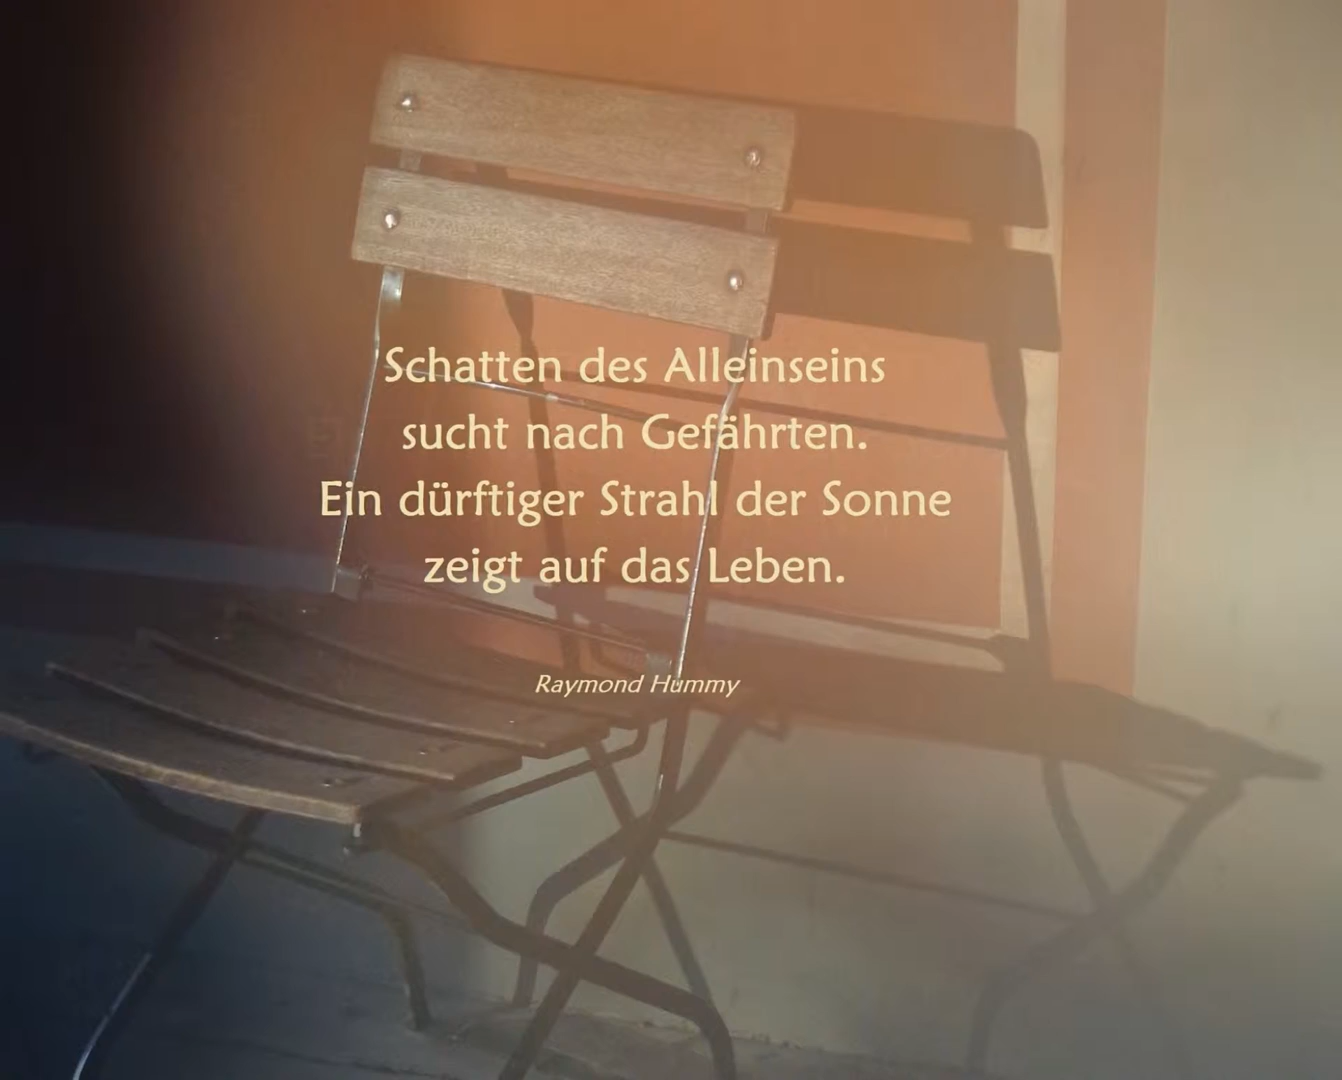 Schatten des Alleinseins
sucht nach Gefährten.
Ein dürftiger Strahl der Sonne
zeigt auf das Leben.
Raymond Hummy